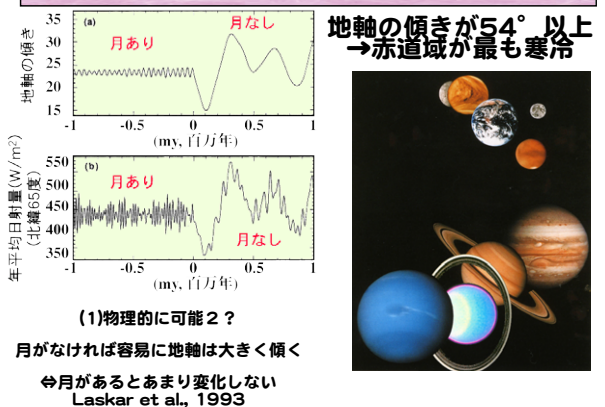 地軸の傾きが54°以上
→赤道域が最も寒冷
地軸の傾き
35
30
25
20
15
(a)
月あり
月なし
-1
-0.5
0
0.5
1
(my, 百万年)
年平均日射量(W/m²)
(北緯65度)
550
500
450
400
350
(b)
月あり
月なし
-1
-0.5
0
0.5
1
(my, 百万年)
(1)物理的に可能２？
月がなければ容易に地軸は大きく傾く
⇔月があるとあまり変化しない
Laskar et al., 1993